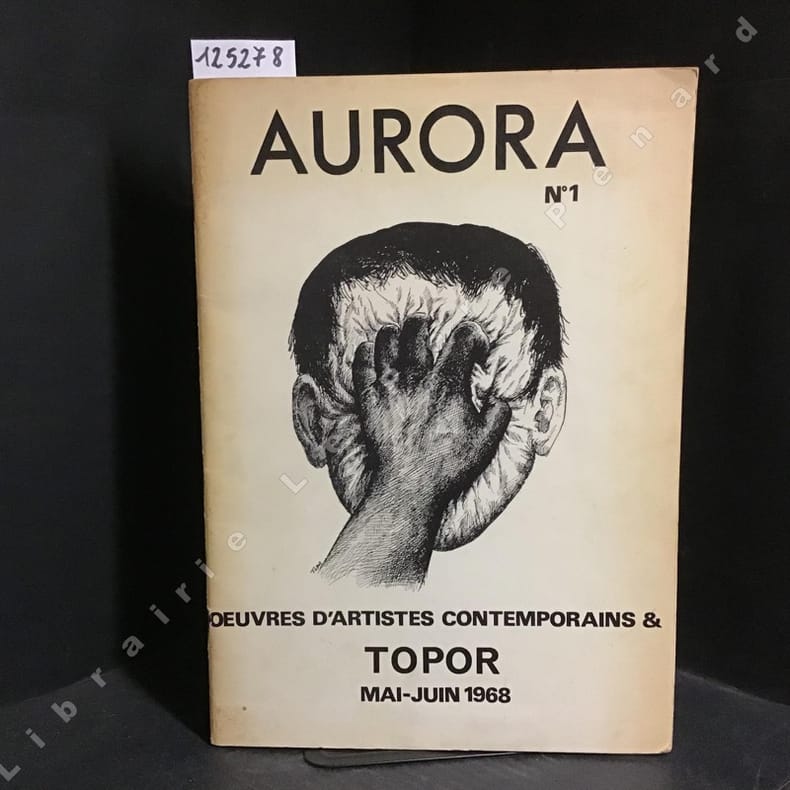 125278
AURORA
N°1
OEUVRES D'ARTISTES CONTEMPORAINS &
TOPOR
MAI-JUIN 1968
Librairie Le Penard